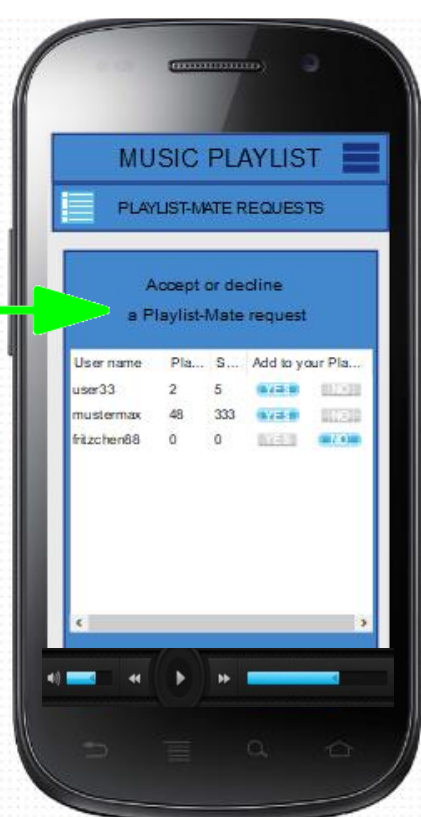 MUSIC PLAYLIST
PLAYLIST-MATE REQUESTS
Accept or decline
a Playlist-Mate request
User name Pla... S... Add to your Pla...
user33 2 5 YES NO
mustermax 48 333 YES NO
fritzchen88 0 0 YES NO